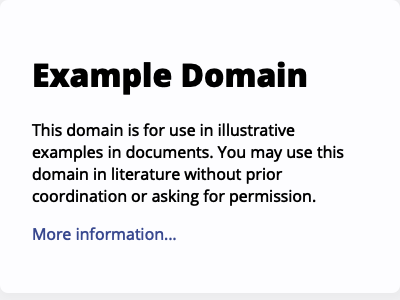 Example Domain
This domain is for use in illustrative
examples in documents. You may use this
domain in literature without prior
coordination or asking for permission.
More information...